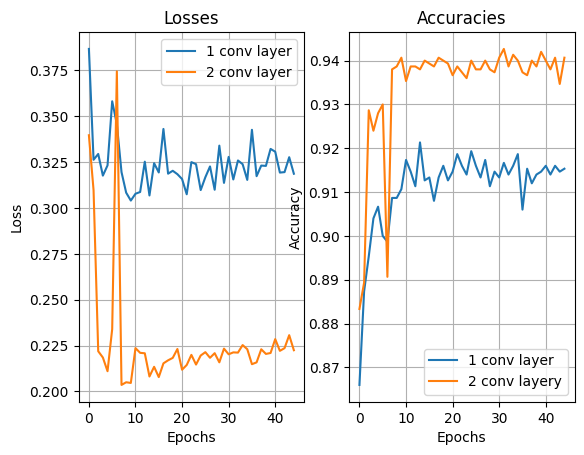 Losses
1 conv layer
2 conv layer
0.375
0.350
0.325
0.300
0.275
0.250
0.225
0.200
Loss
0
10
20
30
40
Epochs
Accuracies
0.94
0.93
0.92
0.91
0.90
0.89
0.88
0.87
Accuracy
1 conv layer
2 conv layery
0
10
20
30
40
Epochs